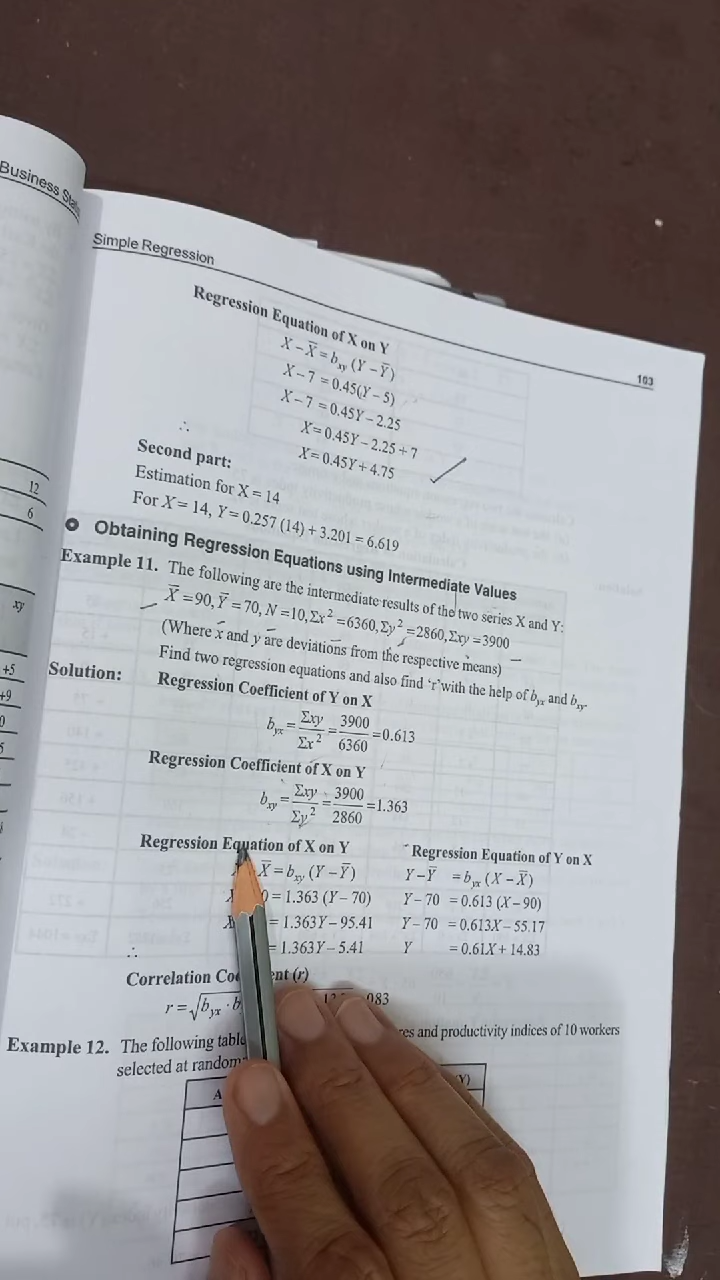 Business
Simple Regression
103
Regression Equation of X on Y
X − X̄ = b_xy (Y − Ȳ)
X − 7 = 0.45(Y − 5)
X − 7 = 0.45Y − 2.25
∴ X = 0.45Y − 2.25 + 7
X = 0.45Y + 4.75
Second part:
Estimation for X = 14
For X = 14, Y = 0.257 (14) + 3.201 = 6.619
Obtaining Regression Equations using Intermediate Values
Example 11. The following are the intermediate results of the two series X and Y:
X̄ = 90, Ȳ = 70, N = 10, Σx² = 6360, Σy² = 2860, Σxy = 3900
(Where x and y are deviations from the respective means)
Find two regression equations and also find 'r' with the help of b_yx and b_xy.
Solution: Regression Coefficient of Y on X
b_yx = Σxy/Σx² = 3900/6360 = 0.613
Regression Coefficient of X on Y
b_xy = Σxy/Σy² = 3900/2860 = 1.363
Regression Equation of X on Y
X̄ = b_xy (Y − Ȳ)
= 1.363 (Y − 70)
= 1.363Y − 95.41
∴ = 1.363Y − 5.41
Regression Equation of Y on X
Y − Ȳ = b_yx (X − X̄)
Y − 70 = 0.613 (X − 90)
Y − 70 = 0.613X − 55.17
Y = 0.61X + 14.83
Correlation (r)
r = √b_yx · b
Example 12. The following and productivity indices of 10 workers
selected at random
A (Y)
12
6
xy
+5
+9
0